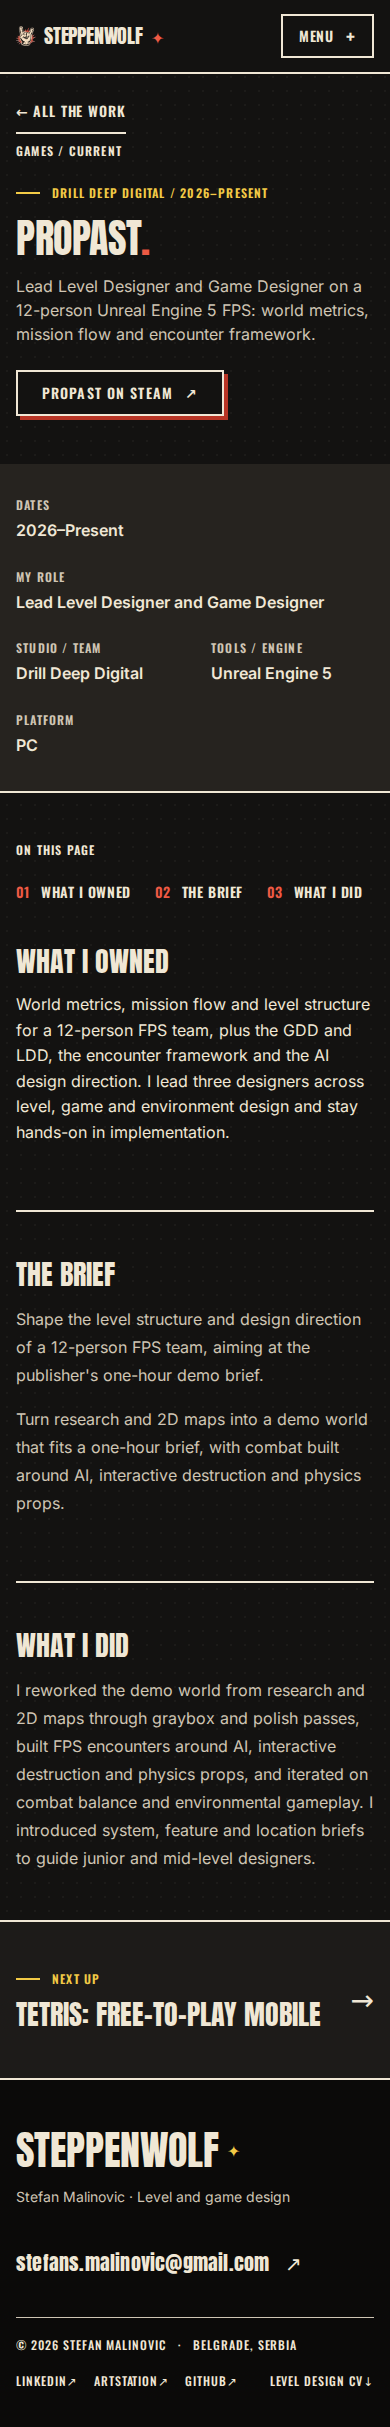 STEPPENWOLF ✦
MENU +
← ALL THE WORK
GAMES / CURRENT
DRILL DEEP DIGITAL / 2026–PRESENT
PROPAST.
Lead Level Designer and Game Designer on a
12-person Unreal Engine 5 FPS: world metrics,
mission flow and encounter framework.
PROPAST ON STEAM ↗
DATES
2026–Present
MY ROLE
Lead Level Designer and Game Designer
STUDIO / TEAM
Drill Deep Digital
TOOLS / ENGINE
Unreal Engine 5
PLATFORM
PC
ON THIS PAGE
01 WHAT I OWNED 02 THE BRIEF 03 WHAT I DID
WHAT I OWNED
World metrics, mission flow and level structure
for a 12-person FPS team, plus the GDD and
LDD, the encounter framework and the AI
design direction. I lead three designers across
level, game and environment design and stay
hands-on in implementation.
THE BRIEF
Shape the level structure and design direction
of a 12-person FPS team, aiming at the
publisher's one-hour demo brief.
Turn research and 2D maps into a demo world
that fits a one-hour brief, with combat built
around AI, interactive destruction and physics
props.
WHAT I DID
I reworked the demo world from research and
2D maps through graybox and polish passes,
built FPS encounters around AI, interactive
destruction and physics props, and iterated on
combat balance and environmental gameplay. I
introduced system, feature and location briefs
to guide junior and mid-level designers.
NEXT UP
TETRIS: FREE-TO-PLAY MOBILE →
STEPPENWOLF ✦
Stefan Malinovic · Level and game design
stefans.malinovic@gmail.com ↗
© 2026 STEFAN MALINOVIC · BELGRADE, SERBIA
LINKEDIN↗ ARTSTATION↗ GITHUB↗ LEVEL DESIGN CV↓